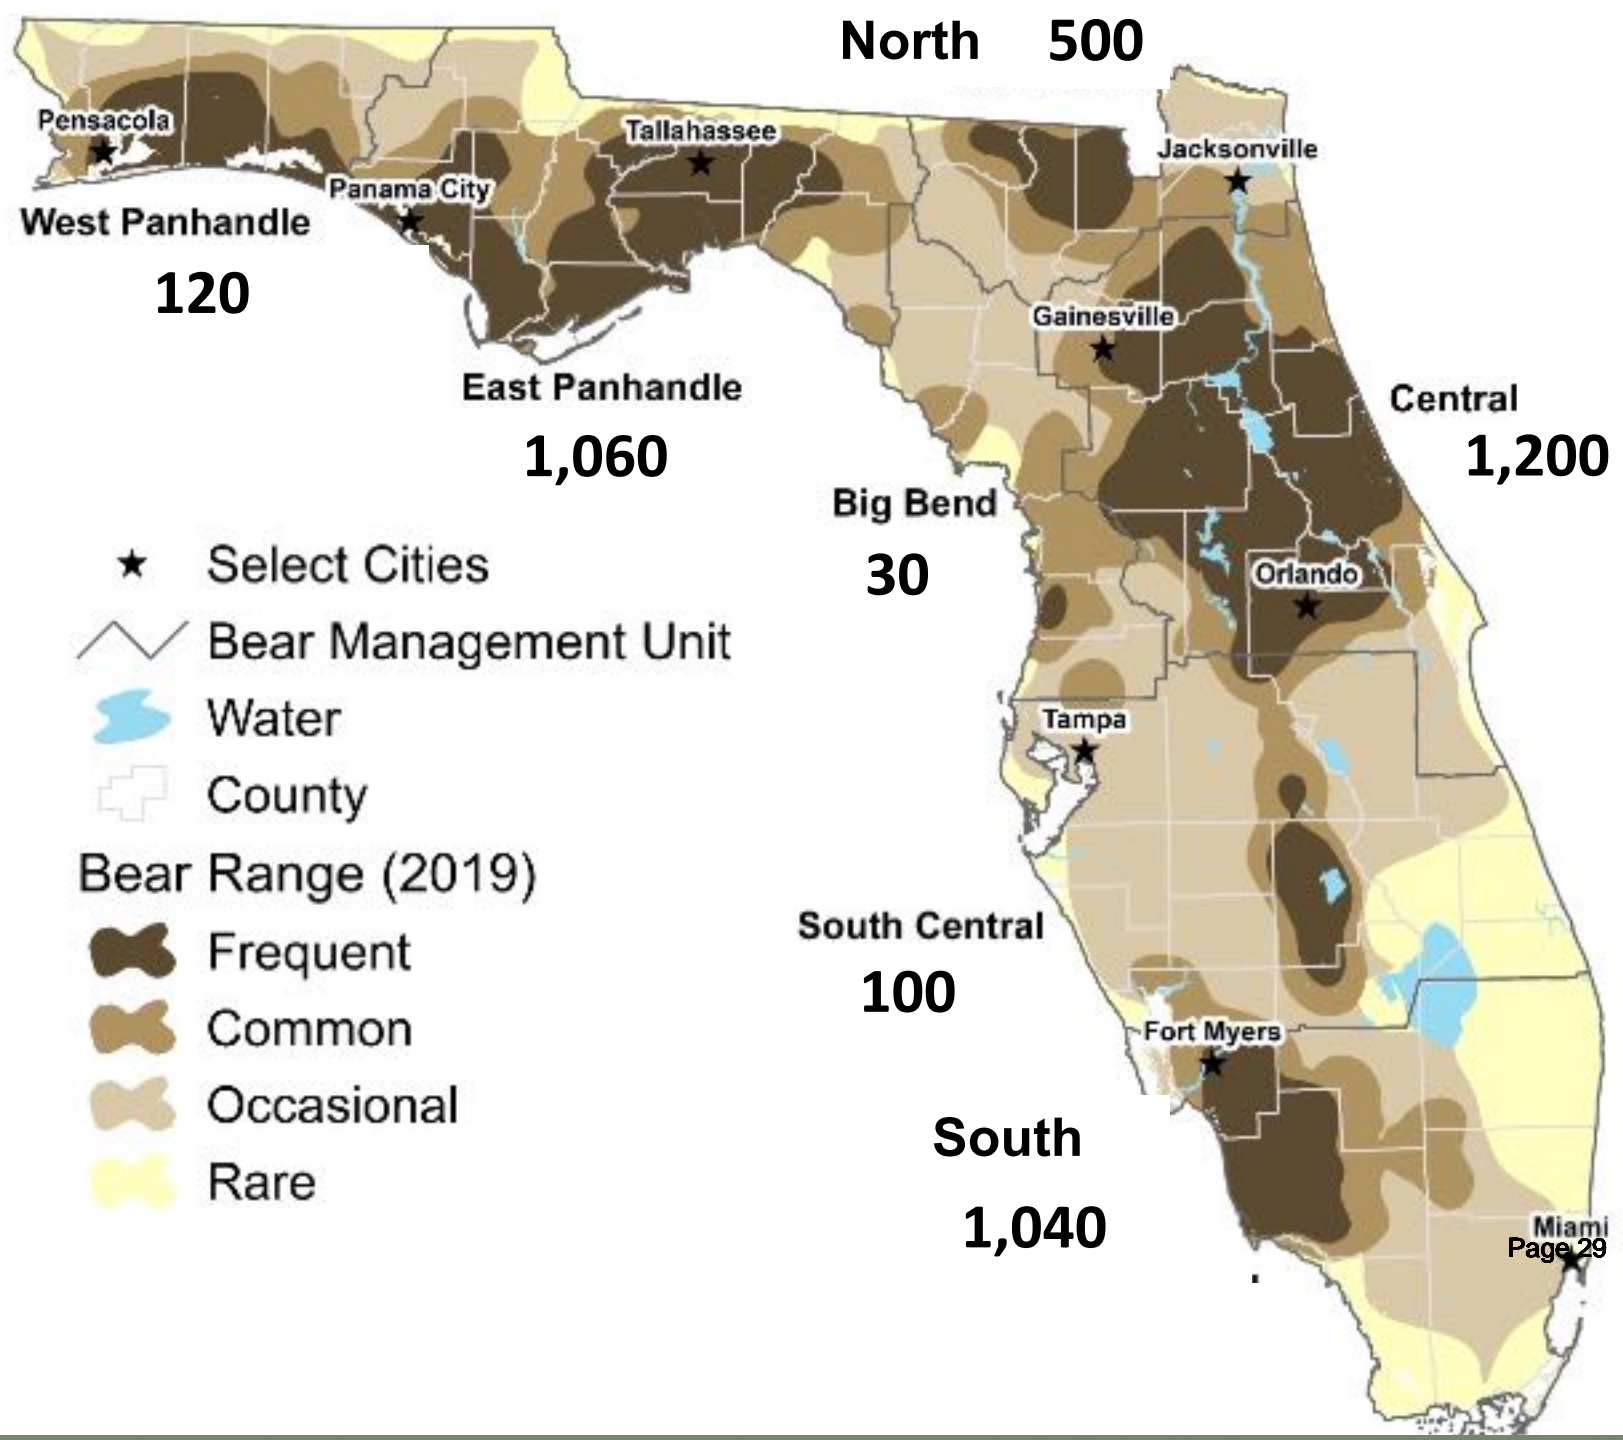 North 500
Pensacola
Tallahassee
Jacksonville
Panama City
West Panhandle
120
Gainesville
East Panhandle
1,060
Central
1,200
Big Bend
30
Orlando
Select Cities
Bear Management Unit
Water
County
Bear Range (2019)
Frequent
Common
Occasional
Rare
Tampa
South Central
100
Fort Myers
South
1,040
Miami
Page 29